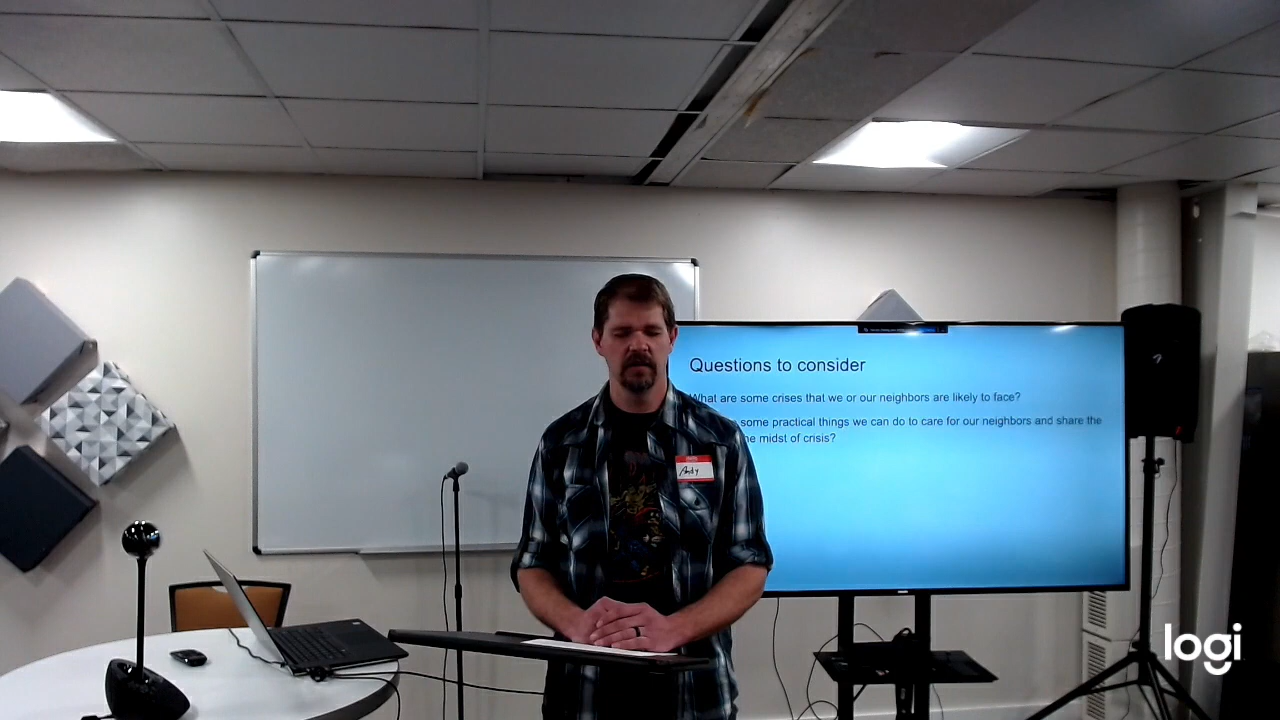 Questions to consider
What are some crises that we or our neighbors are likely to face?
some practical things we can do to care for our neighbors and share the
midst of crisis?
Andy
logi